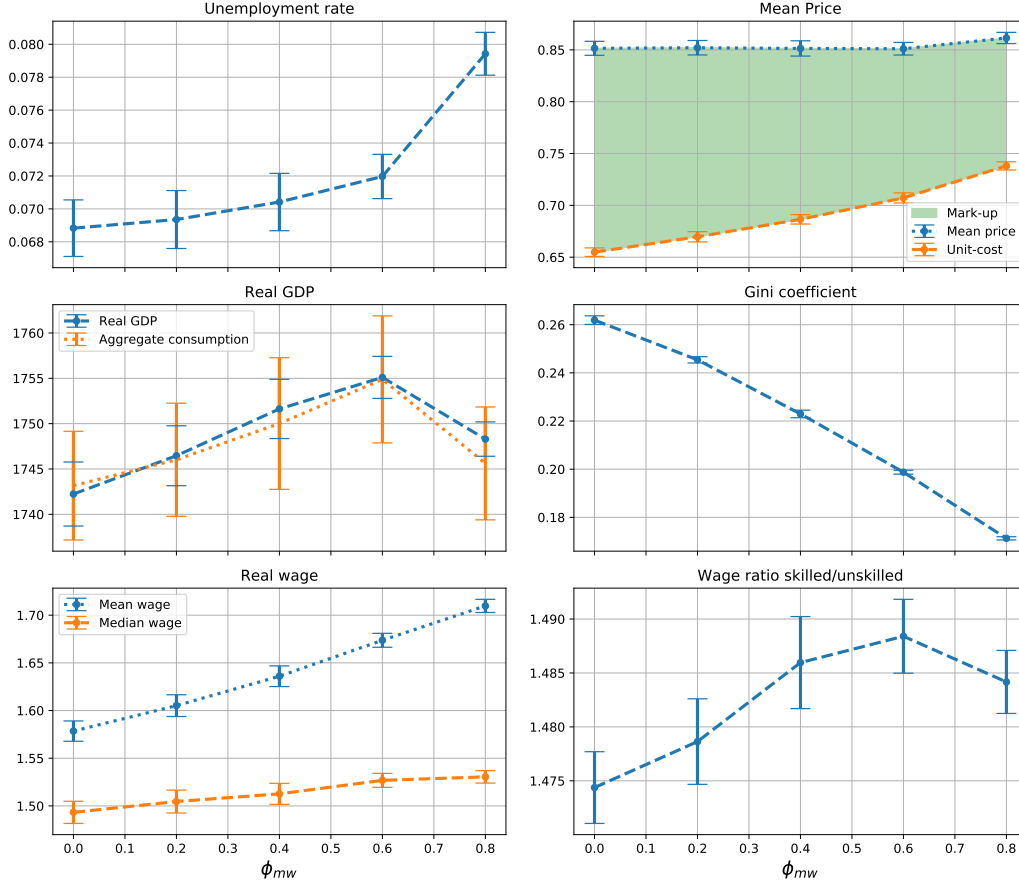 Unemployment rate
0.080
0.078
0.076
0.074
0.072
0.070
0.068
Mean Price
0.85
0.80
0.75
0.70
0.65
Mark-up
Mean price
Unit-cost
Real GDP
Real GDP
Aggregate consumption
1760
1755
1750
1745
1740
Gini coefficient
0.26
0.24
0.22
0.20
0.18
Real wage
Mean wage
Median wage
1.70
1.65
1.60
1.55
1.50
0.0 0.1 0.2 0.3 0.4 0.5 0.6 0.7 0.8
ϕ_mw
Wage ratio skilled/unskilled
1.490
1.485
1.480
1.475
0.0 0.1 0.2 0.3 0.4 0.5 0.6 0.7 0.8
ϕ_mw